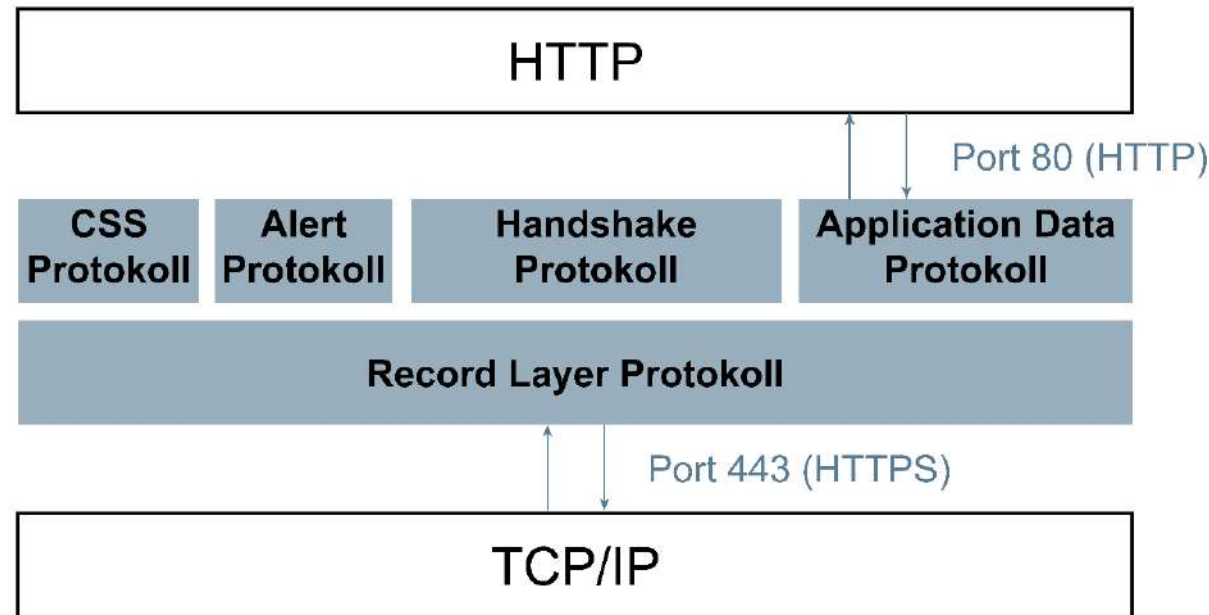 HTTP
Port 80 (HTTP)
CSS
Protokoll
Alert
Protokoll
Handshake
Protokoll
Application Data
Protokoll
Record Layer Protokoll
Port 443 (HTTPS)
TCP/IP